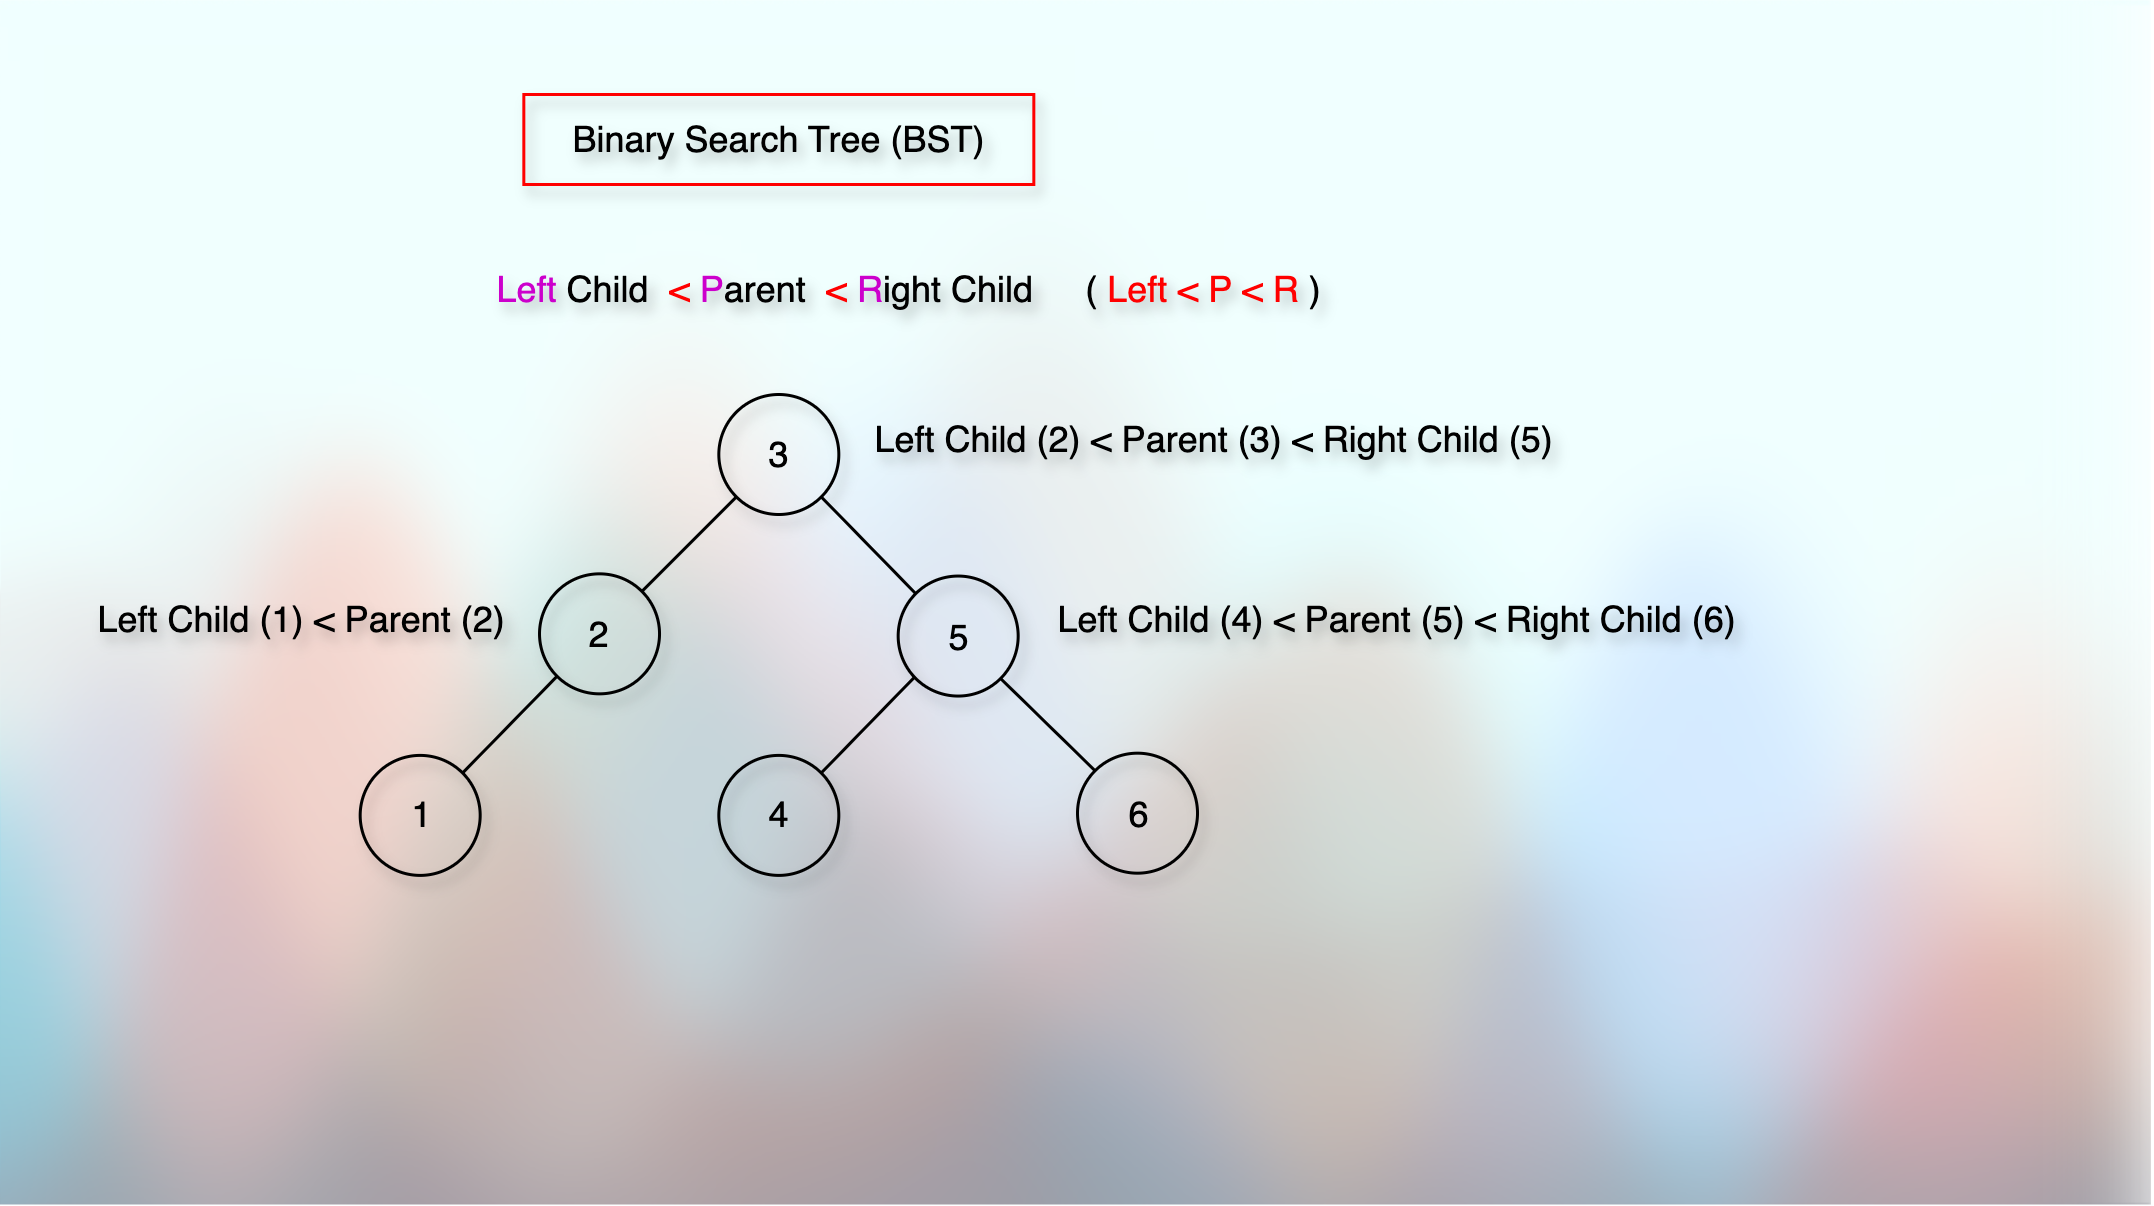 Binary Search Tree (BST)
Left Child < Parent < Right Child ( Left < P < R )
3
Left Child (2) < Parent (3) < Right Child (5)
Left Child (1) < Parent (2)
2
5
Left Child (4) < Parent (5) < Right Child (6)
1
4
6